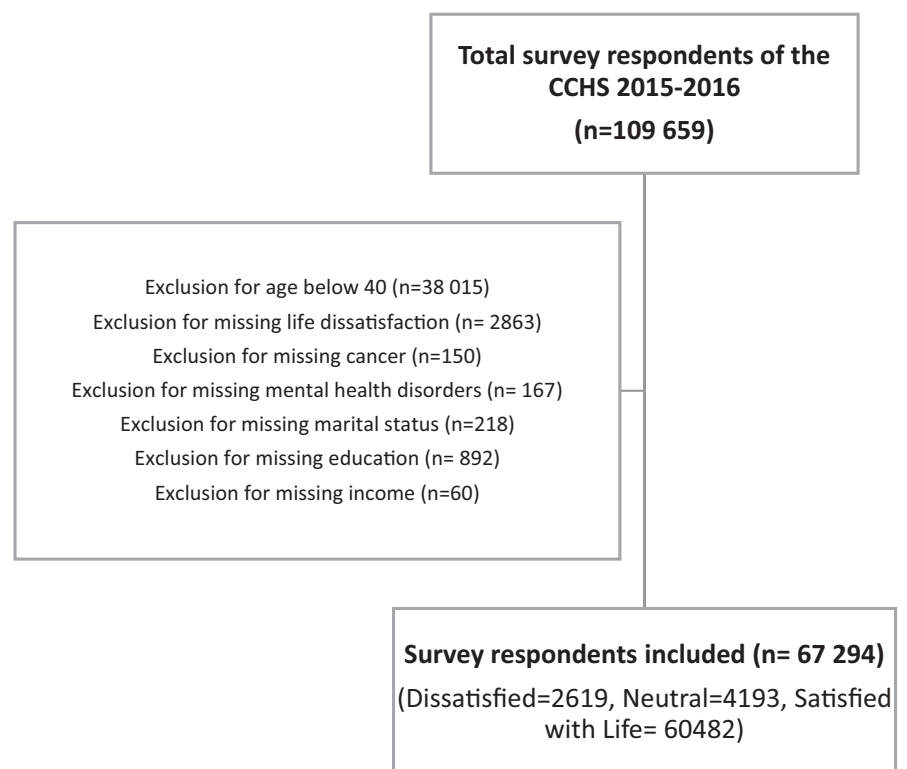 Total survey respondents of the
CCHS 2015-2016
(n=109 659)
Exclusion for age below 40 (n=38 015)
Exclusion for missing life dissatisfaction (n= 2863)
Exclusion for missing cancer (n=150)
Exclusion for missing mental health disorders (n= 167)
Exclusion for missing marital status (n=218)
Exclusion for missing education (n= 892)
Exclusion for missing income (n=60)
Survey respondents included (n= 67 294)
(Dissatisfied=2619, Neutral=4193, Satisfied
with Life= 60482)